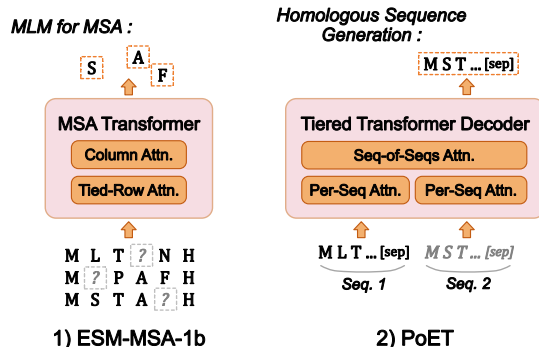 MLM for MSA :
S A F
MSA Transformer
Column Attn.
Tied-Row Attn.
M L T ? N H
M ? P A F H
M S T A ? H
1) ESM-MSA-1b
Homologous Sequence
Generation :
M S T ... [sep]
Tiered Transformer Decoder
Seq-of-Seqs Attn.
Per-Seq Attn. Per-Seq Attn.
M L T ... [sep] M S T ... [sep]
Seq. 1 Seq. 2
2) PoET